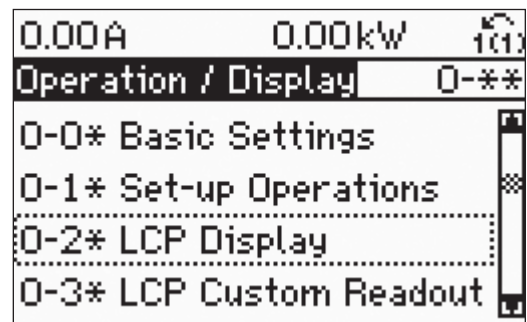 0.00A 0.00kW 1(1)
Operation / Display 0-**
0-0* Basic Settings
0-1* Set-up Operations
0-2* LCP Display
0-3* LCP Custom Readout